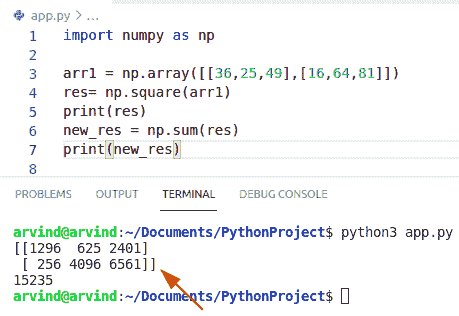 app.py > ...
1 import numpy as np
2
3 arr1 = np.array([[36,25,49],[16,64,81]])
4 res= np.square(arr1)
5 print(res)
6 new_res = np.sum(res)
7 print(new_res)
8
PROBLEMS OUTPUT TERMINAL DEBUG CONSOLE
arvind@arvind:~/Documents/PythonProject$ python3 app.py
[[1296  625 2401]
 [ 256 4096 6561]]
15235
arvind@arvind:~/Documents/PythonProject$